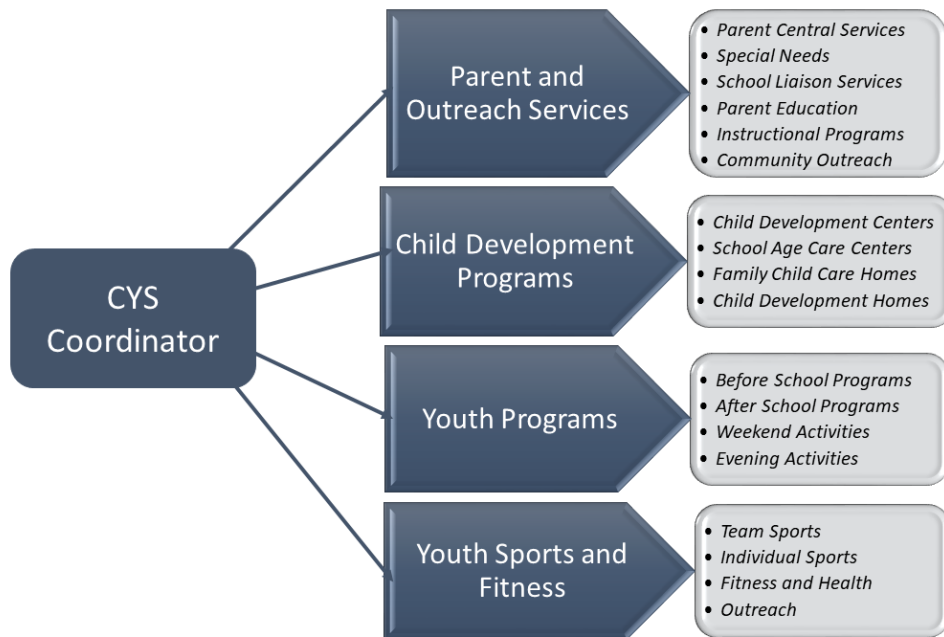 CYS
Coordinator
Parent and
Outreach Services
• Parent Central Services
• Special Needs
• School Liaison Services
• Parent Education
• Instructional Programs
• Community Outreach
Child Development
Programs
• Child Development Centers
• School Age Care Centers
• Family Child Care Homes
• Child Development Homes
Youth Programs
• Before School Programs
• After School Programs
• Weekend Activities
• Evening Activities
Youth Sports and
Fitness
• Team Sports
• Individual Sports
• Fitness and Health
• Outreach